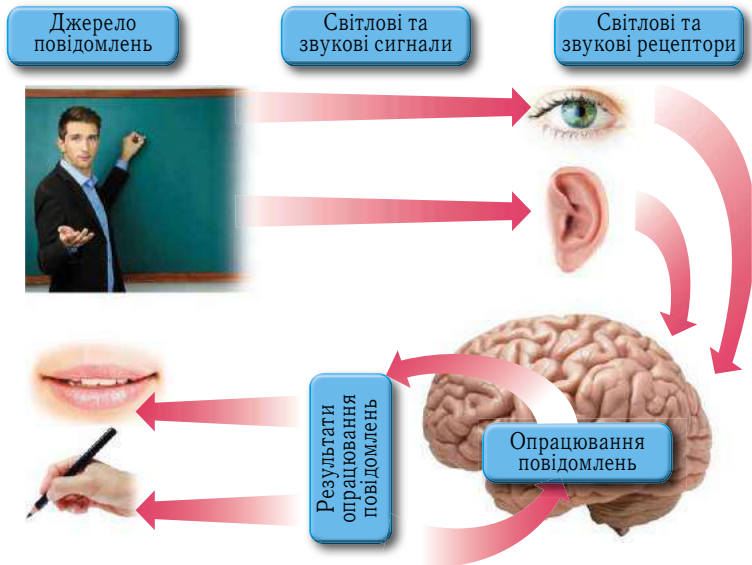 Джерело
повідомлень
Світлові та
звукові сигнали
Світлові та
звукові рецептори
Результати
опрацювання
повідомлень
Опрацювання
повідомлень